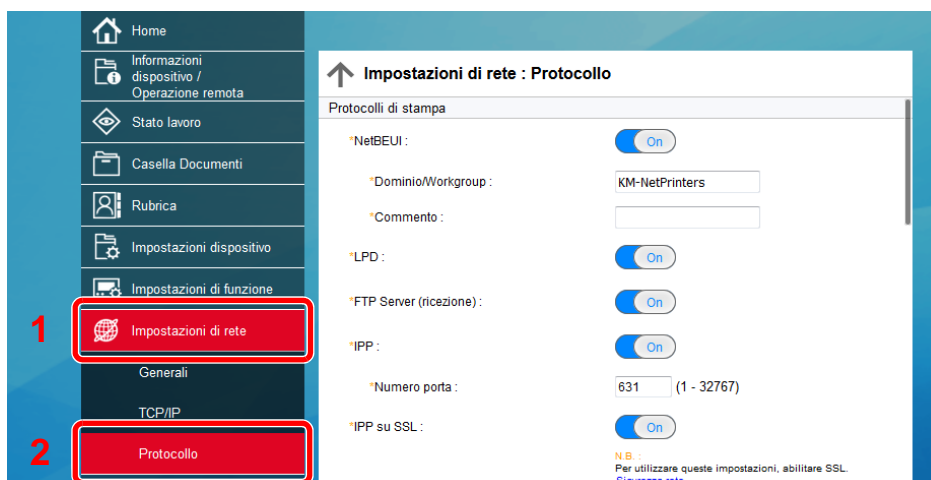 Home
Informazioni
dispositivo /
Operazione remota
Stato lavoro
Casella Documenti
Rubrica
Impostazioni dispositivo
Impostazioni di funzione
1
Impostazioni di rete
Generali
TCP/IP
2
Protocollo
Impostazioni di rete : Protocollo
Protocolli di stampa
*NetBEUI : On
*Dominio/Workgroup : KM-NetPrinters
*Commento :
*LPD : On
*FTP Server (ricezione) : On
*IPP : On
*Numero porta : 631 (1 - 32767)
*IPP su SSL : On
N.B. :
Per utilizzare queste impostazioni, abilitare SSL.
Sicurezza rete